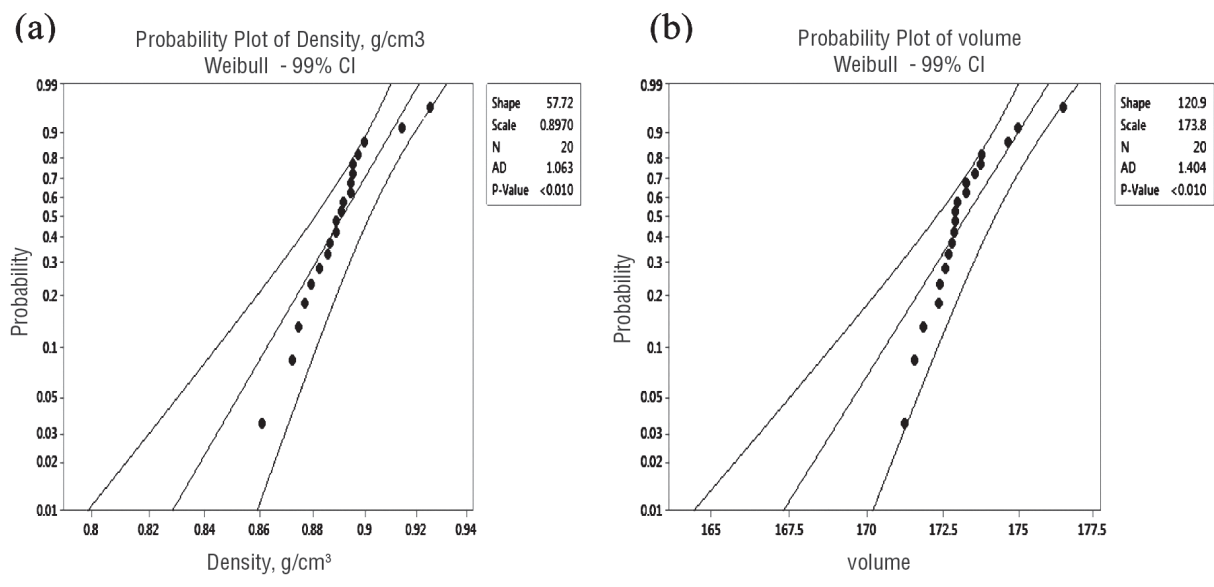 (a)
Probability Plot of Density, g/cm3
Weibull - 99% CI
0.99
0.9
0.8
0.7
0.6
0.5
0.4
0.3
0.2
0.1
0.05
0.03
0.02
0.01
Probability
0.8 0.82 0.84 0.86 0.88 0.9 0.92 0.94
Density, g/cm³
Shape 57.72
Scale 0.8970
N 20
AD 1.063
P-Value <0.010
(b)
Probability Plot of volume
Weibull - 99% CI
0.99
0.9
0.8
0.7
0.6
0.5
0.4
0.3
0.2
0.1
0.05
0.03
0.02
0.01
Probability
165 167.5 170 172.5 175 177.5
volume
Shape 120.9
Scale 173.8
N 20
AD 1.404
P-Value <0.010